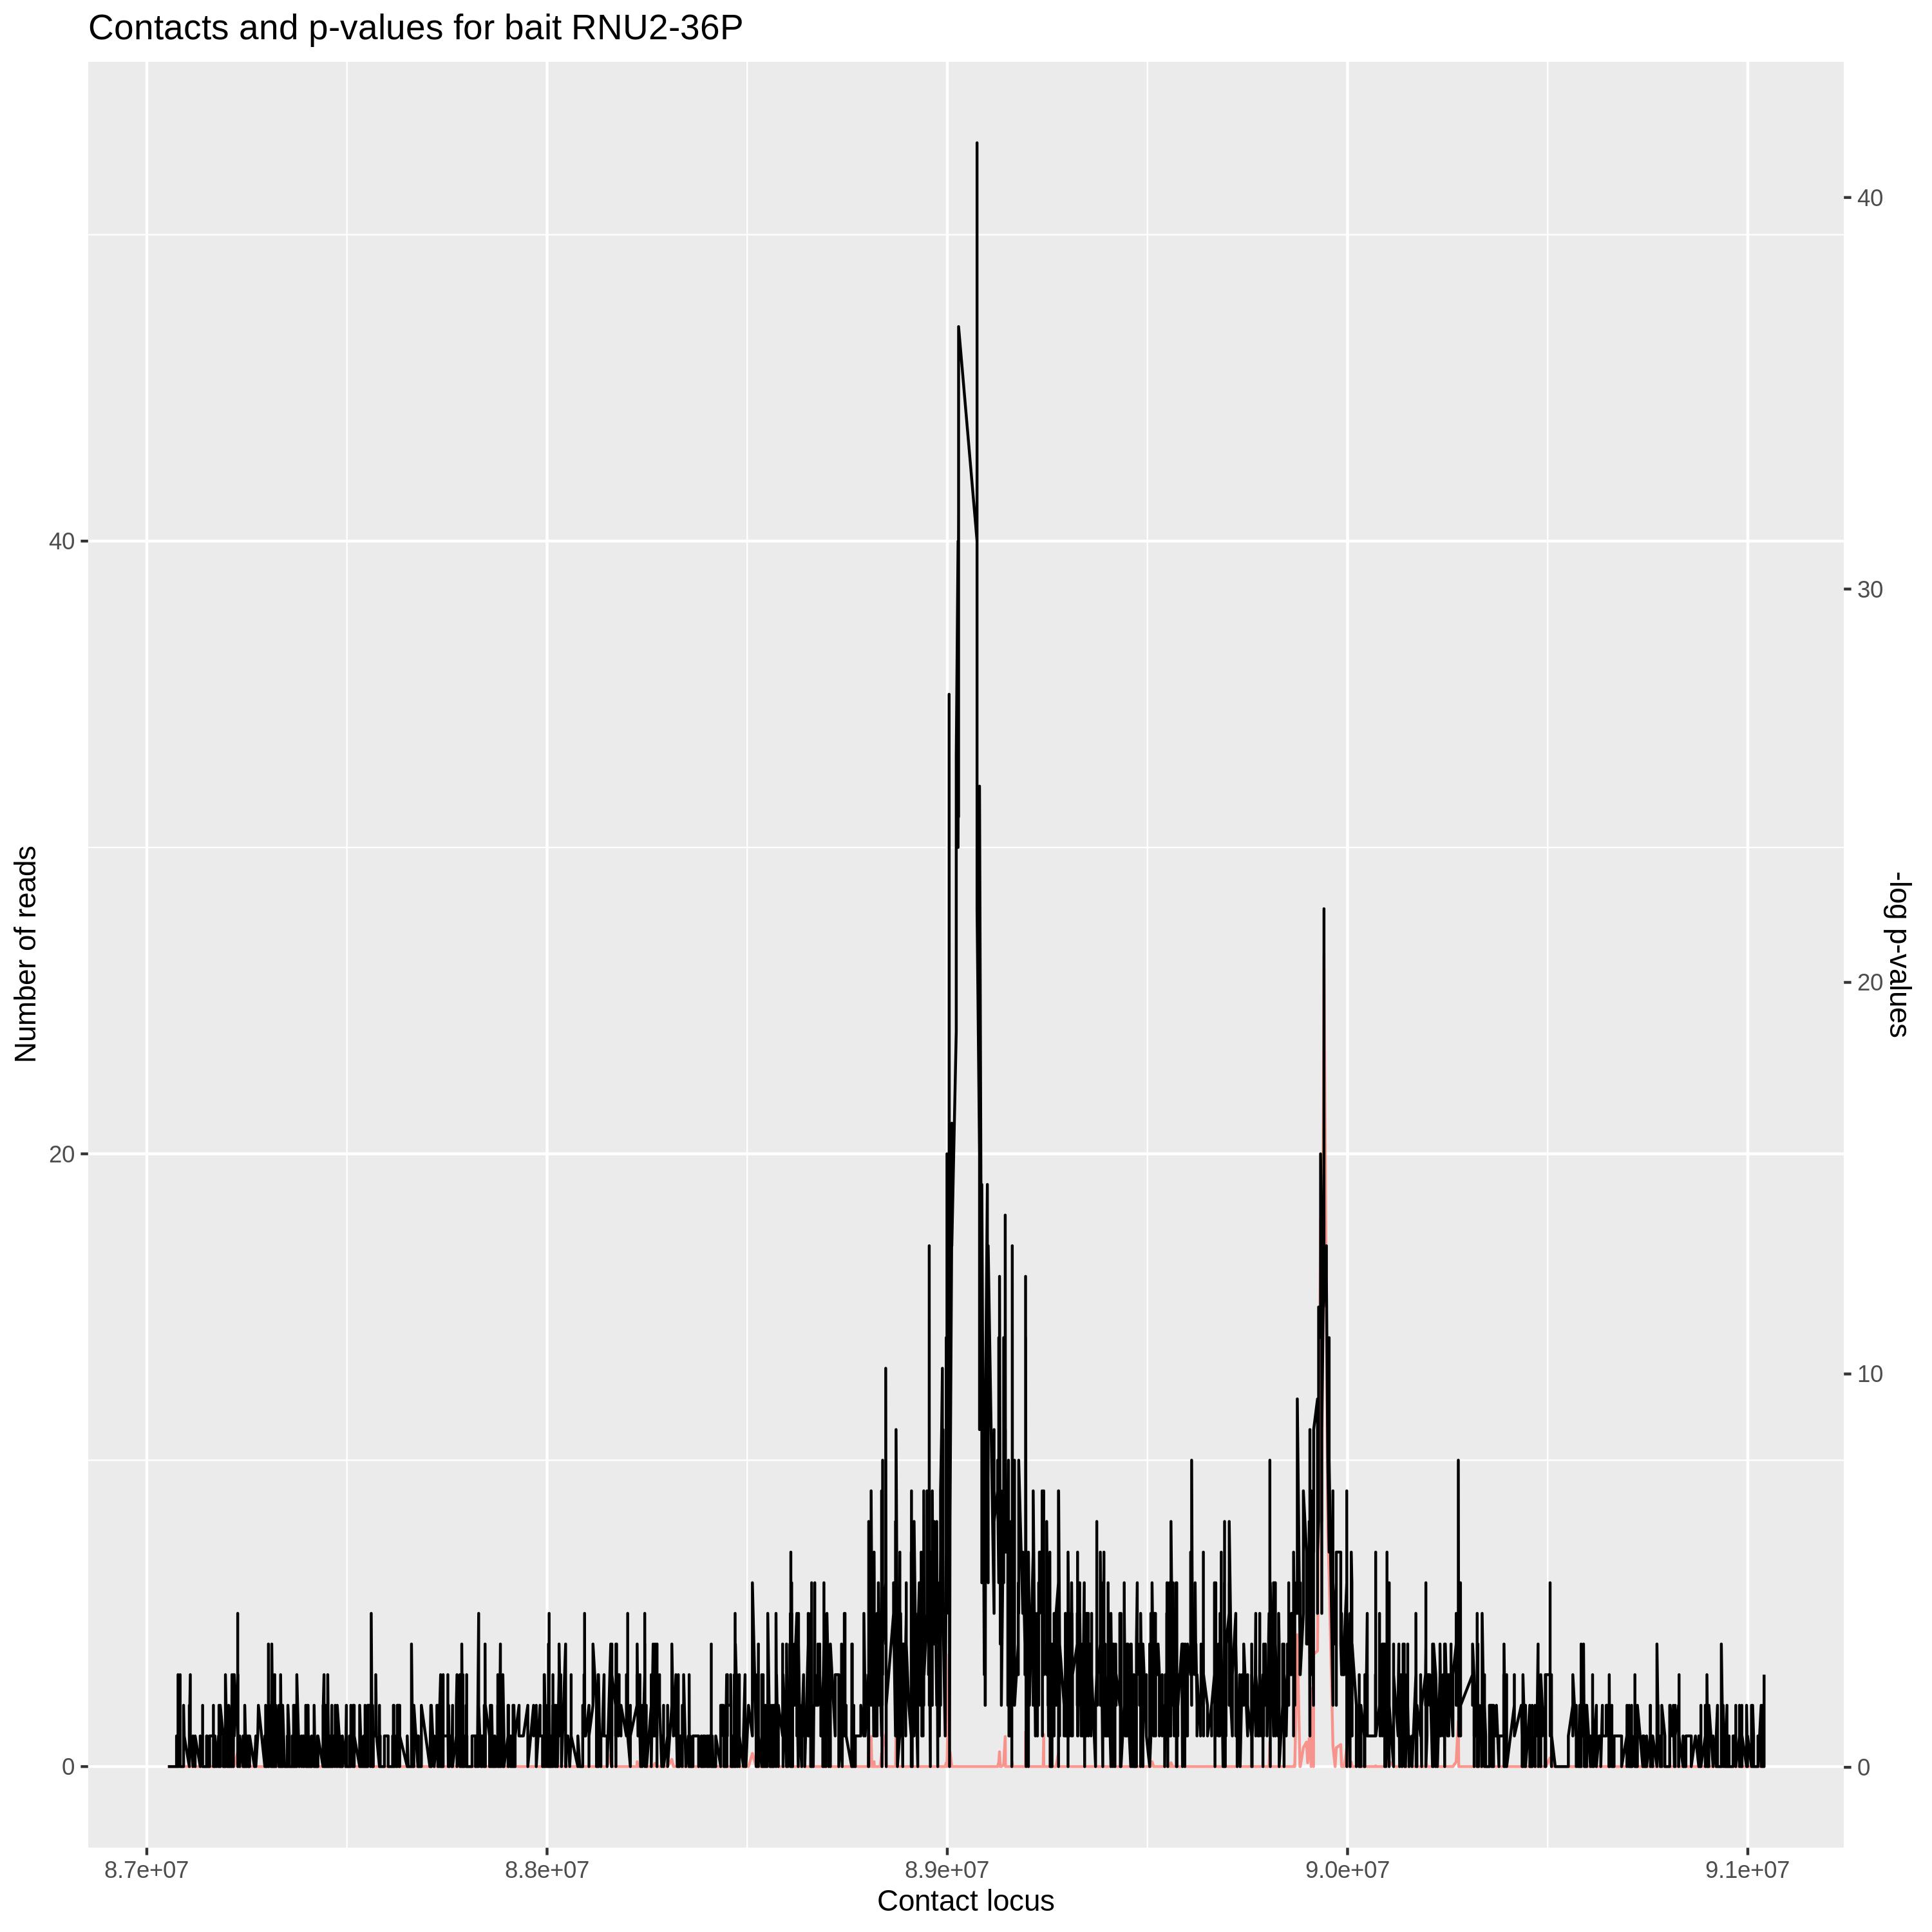 Contacts and p-values for bait RNU2-36P
Number of reads
40
20
0
40
30
20
10
0
-log p-values
8.7e+07
8.8e+07
8.9e+07
9.0e+07
9.1e+07
Contact locus